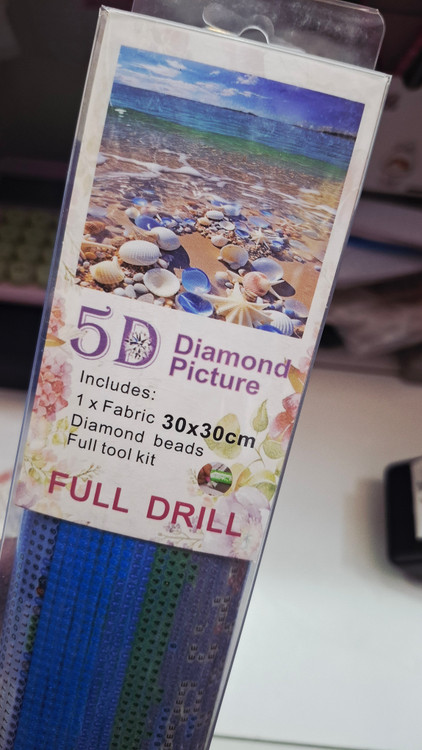 5D Diamond
Picture
Includes:
1 x Fabric 30x30cm
Diamond beads
Full tool kit
FULL DRILL